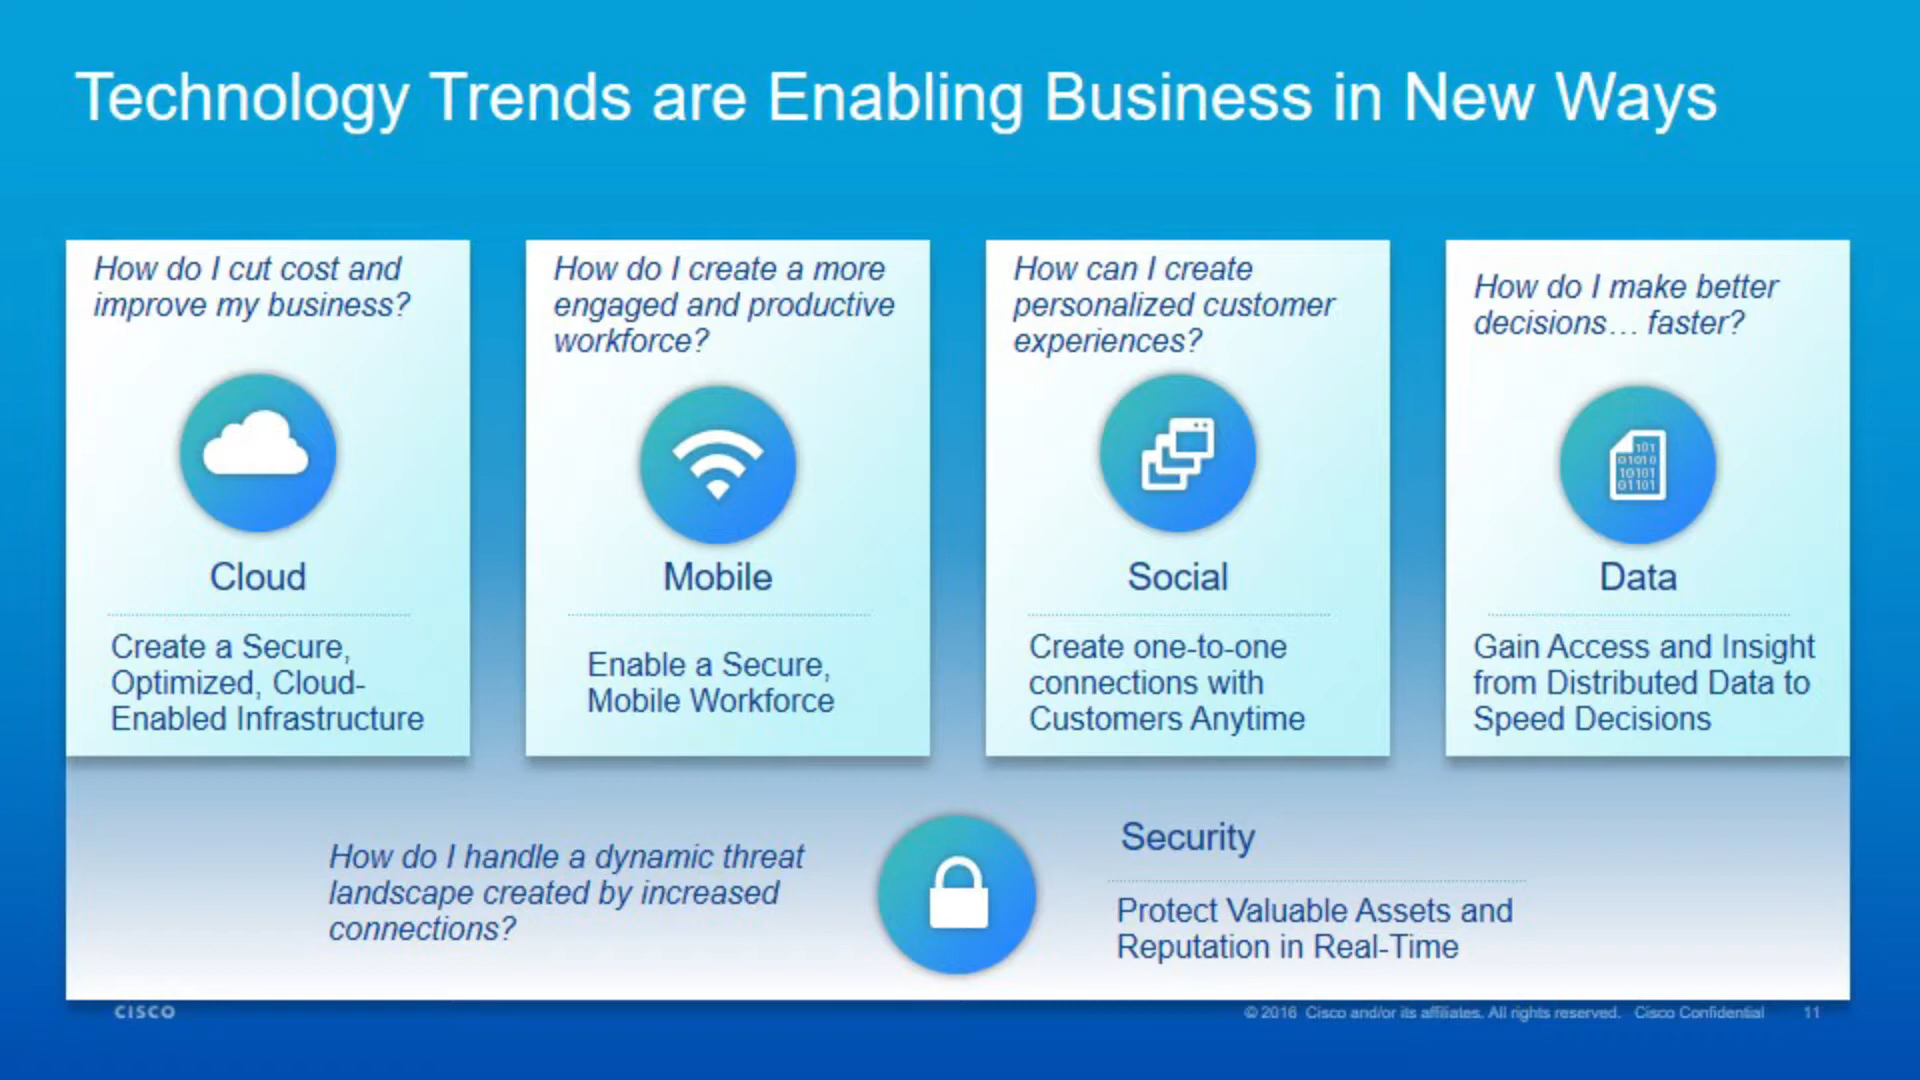 Technology Trends are Enabling Business in New Ways
How do I cut cost and
improve my business?
Cloud
Create a Secure,
Optimized, Cloud-
Enabled Infrastructure
How do I create a more
engaged and productive
workforce?
Mobile
Enable a Secure,
Mobile Workforce
How can I create
personalized customer
experiences?
Social
Create one-to-one
connections with
Customers Anytime
How do I make better
decisions... faster?
101
01010
10101
01101
Data
Gain Access and Insight
from Distributed Data to
Speed Decisions
How do I handle a dynamic threat
landscape created by increased
connections?
Security
Protect Valuable Assets and
Reputation in Real-Time
CISCO
© 2016 Cisco and/or its affiliates. All rights reserved. Cisco Confidential 11